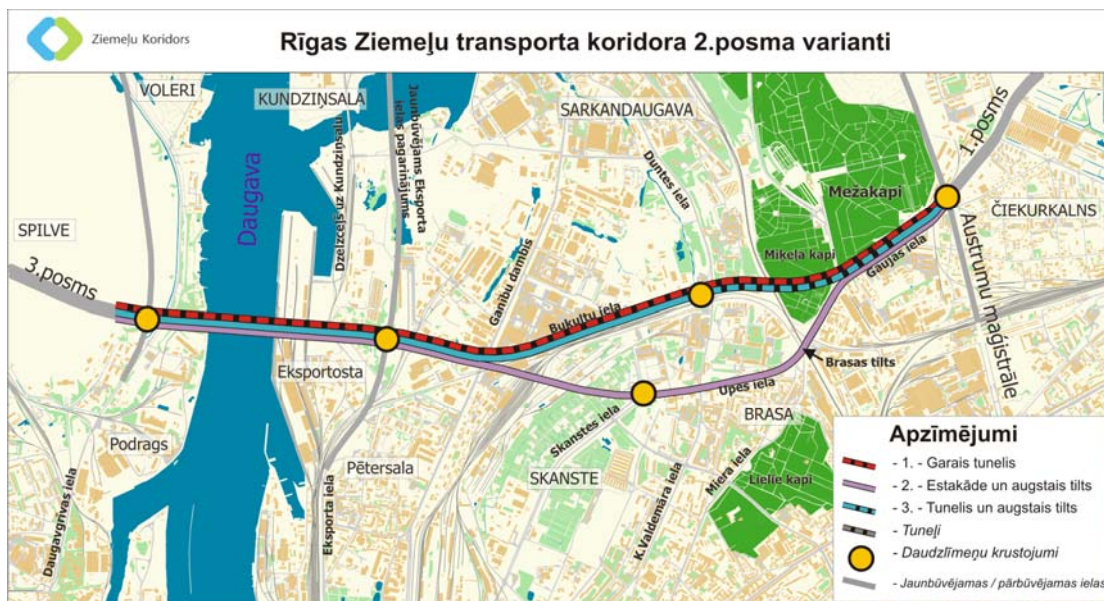 Ziemeļu Koridors
Rīgas Ziemeļu transporta koridora 2.posma varianti
VOLERI
KUNDZIŅSALA
SARKANDAUGAVA
1.posms
Jaunbūvējams Eksporta
ielas pagarinājums
Dzelzceļš uz Kundziņsalu
Duntes iela
Mežakapi
Daugava
ČIEKURKALNS
SPILVE
Miķeļa kapi
Gaujas iela
3.posms
Ganību dambis
Bukultu iela
Austrumu maģistrāle
Brasas tilts
Eksportosta
Upes iela
BRASA
Podrags
Skanstes iela
Pētersala
SKANSTE
Miera iela
Lielie kapi
Daugavgrīvas iela
Eksporta iela
K.Valdemāra iela
Apzīmējumi
- 1. - Garais tunelis
- 2. - Estakāde un augstais tilts
- 3. - Tunelis un augstais tilts
- Tuneļi
- Daudzlīmeņu krustojumi
- Jaunbūvējamas / pārbūvējamas ielas